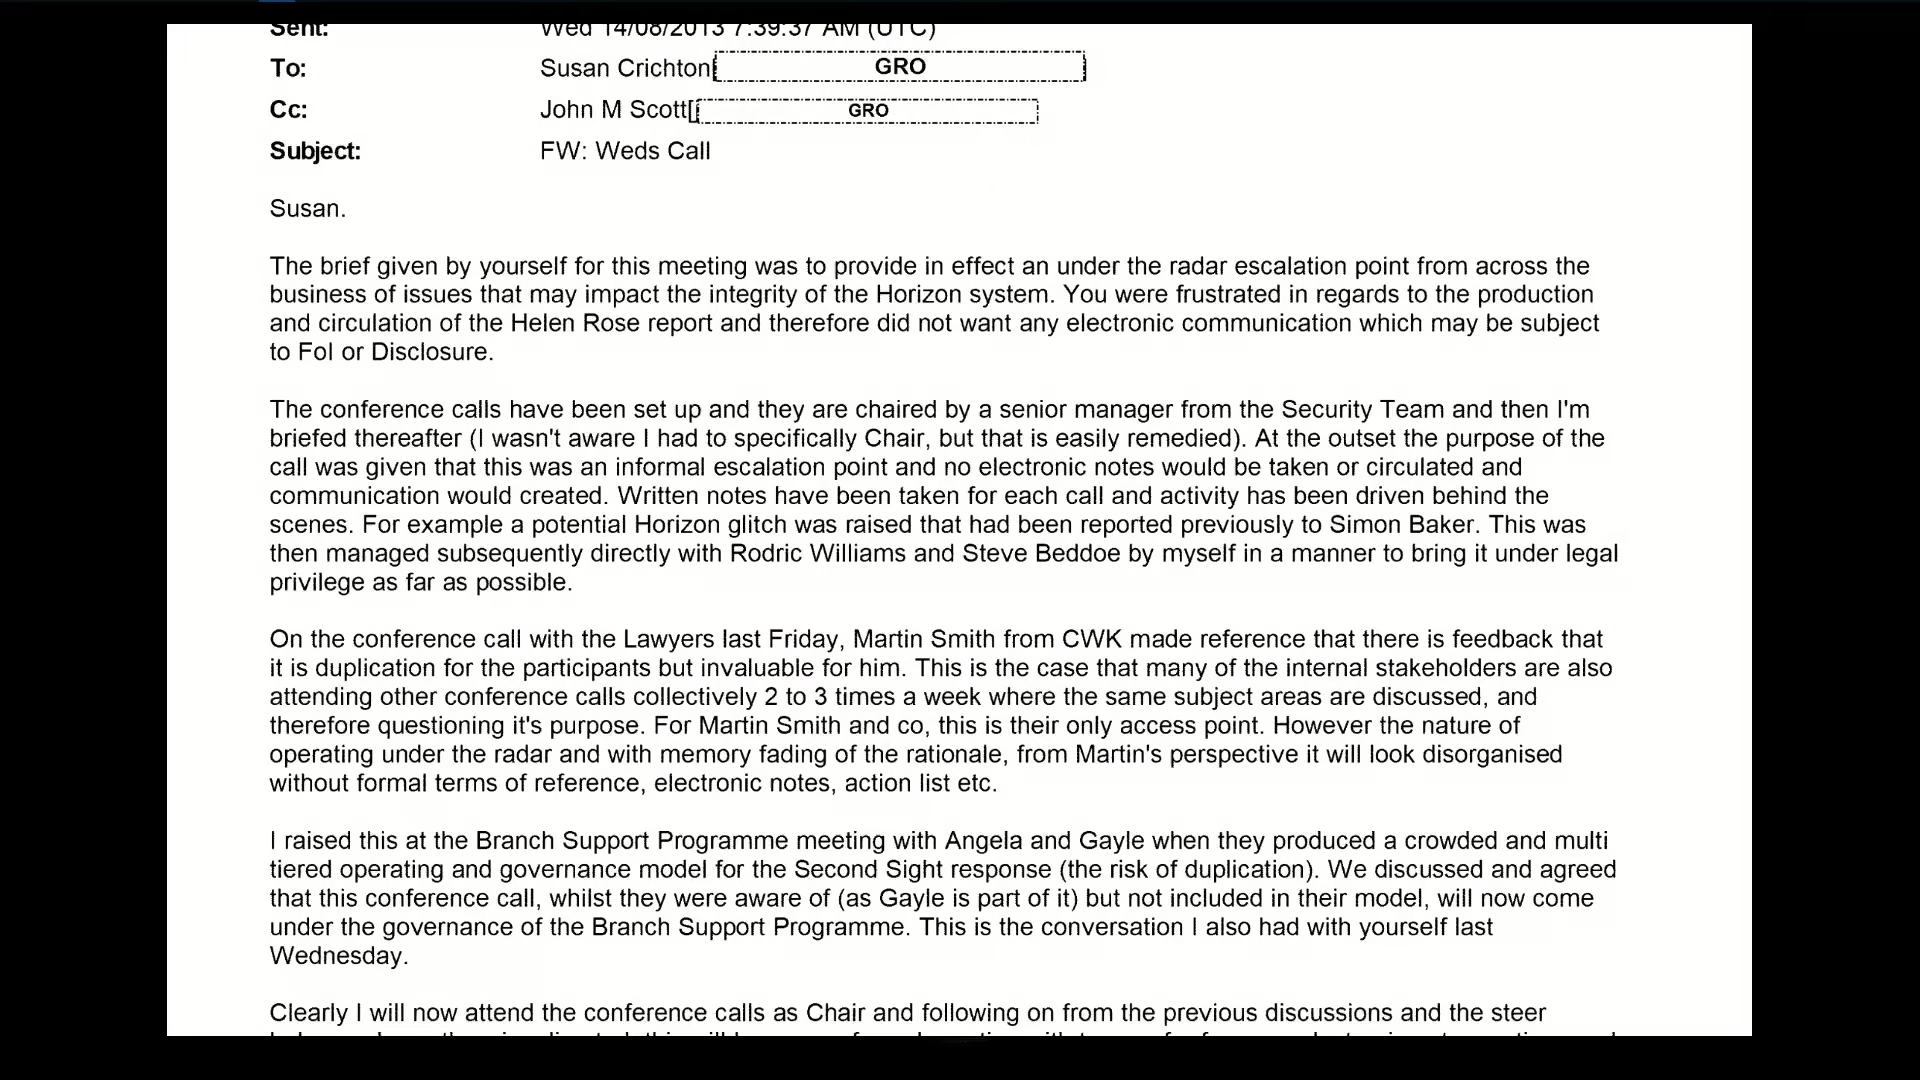 Sent: Wed 14/08/2013 7:39:37 AM (UTC)
To: Susan Crichton[ GRO ]
Cc: John M Scott[ GRO ]
Subject: FW: Weds Call
Susan.
The brief given by yourself for this meeting was to provide in effect an under the radar escalation point from across the
business of issues that may impact the integrity of the Horizon system. You were frustrated in regards to the production
and circulation of the Helen Rose report and therefore did not want any electronic communication which may be subject
to FoI or Disclosure.
The conference calls have been set up and they are chaired by a senior manager from the Security Team and then I'm
briefed thereafter (I wasn't aware I had to specifically Chair, but that is easily remedied). At the outset the purpose of the
call was given that this was an informal escalation point and no electronic notes would be taken or circulated and
communication would created. Written notes have been taken for each call and activity has been driven behind the
scenes. For example a potential Horizon glitch was raised that had been reported previously to Simon Baker. This was
then managed subsequently directly with Rodric Williams and Steve Beddoe by myself in a manner to bring it under legal
privilege as far as possible.
On the conference call with the Lawyers last Friday, Martin Smith from CWK made reference that there is feedback that
it is duplication for the participants but invaluable for him. This is the case that many of the internal stakeholders are also
attending other conference calls collectively 2 to 3 times a week where the same subject areas are discussed, and
therefore questioning it's purpose. For Martin Smith and co, this is their only access point. However the nature of
operating under the radar and with memory fading of the rationale, from Martin's perspective it will look disorganised
without formal terms of reference, electronic notes, action list etc.
I raised this at the Branch Support Programme meeting with Angela and Gayle when they produced a crowded and multi
tiered operating and governance model for the Second Sight response (the risk of duplication). We discussed and agreed
that this conference call, whilst they were aware of (as Gayle is part of it) but not included in their model, will now come
under the governance of the Branch Support Programme. This is the conversation I also had with yourself last
Wednesday.
Clearly I will now attend the conference calls as Chair and following on from the previous discussions and the steer